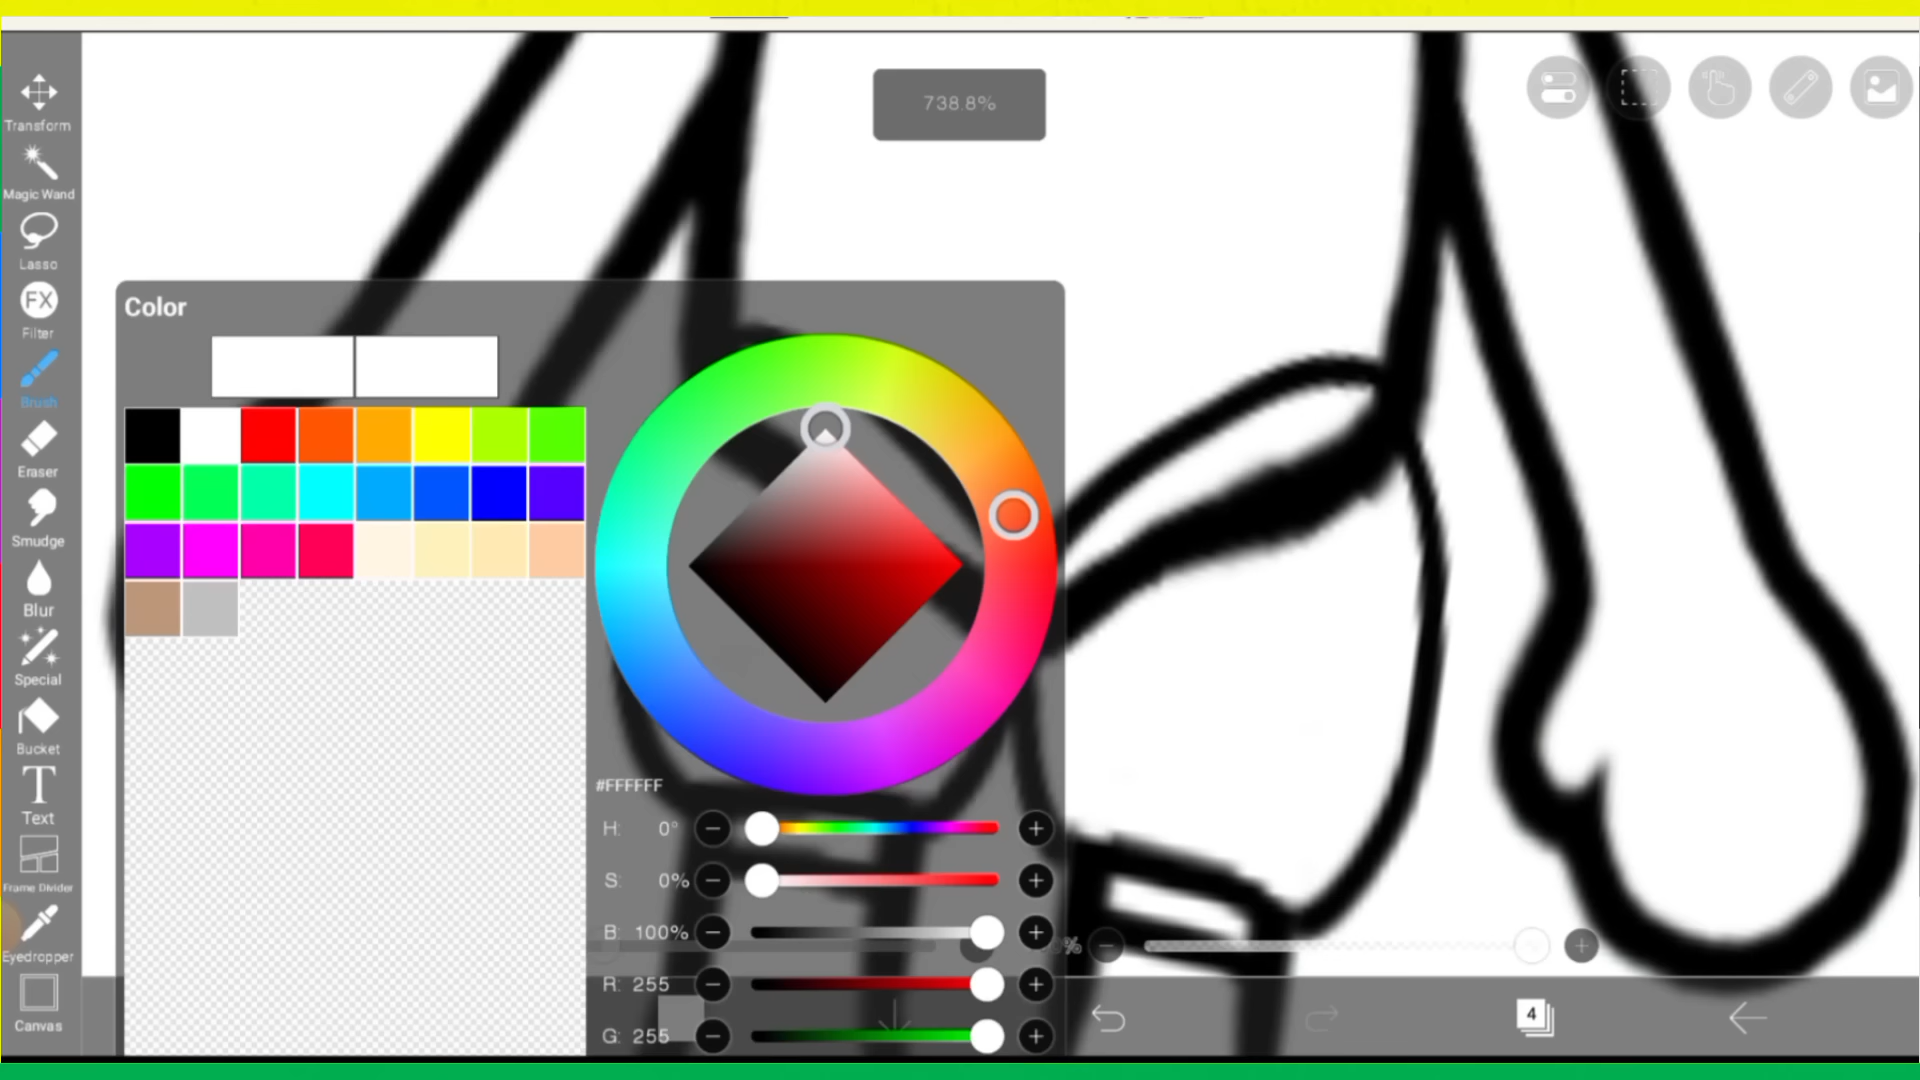 738.8%
Transform
Magic Wand
Lasso
FX
Filter
Brush
Eraser
Smudge
Blur
Special
Bucket
T
Text
Frame Divider
Eyedropper
Canvas
Color
#FFFFFF
H: 0°
S: 0%
B: 100%
R: 255
G: 255
%
4